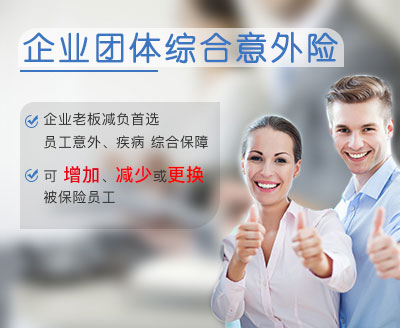 企业团体综合意外险
企业老板减负首选
员工意外、疾病 综合保障
可 增加、减少或更换
被保险员工